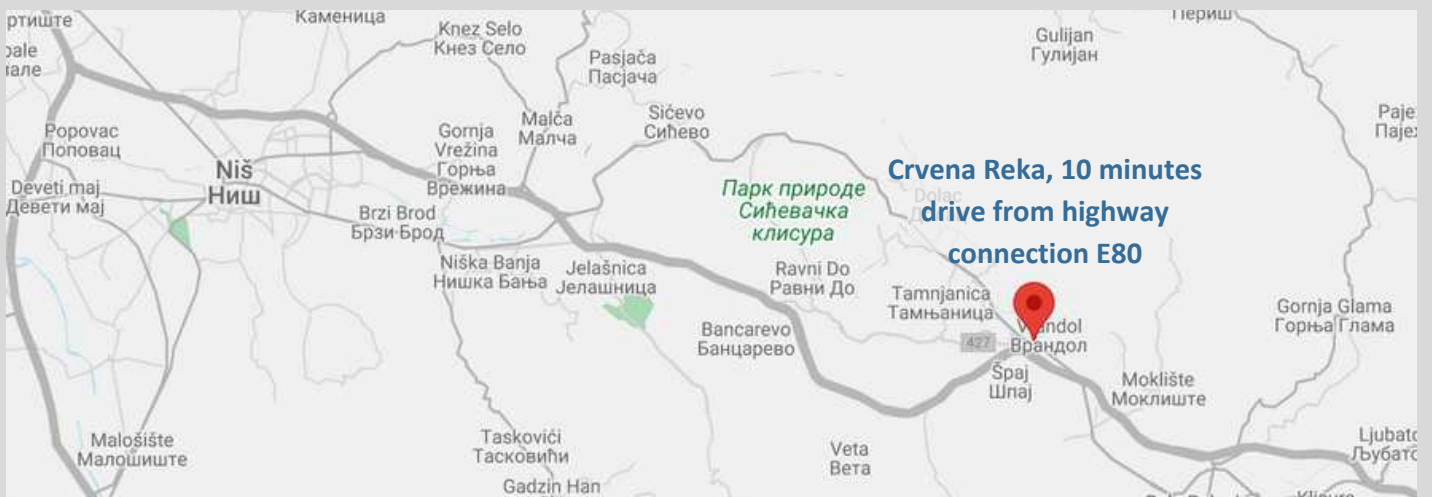 Каменица
Knez Selo
Кнез Село
Периш
Gulijan
Гулијан
Pasjača
Пасјача
Popovac
Поповац
Malča
Малча
Sićevo
Сићево
Gornja
Vrežina
Горња
Врежина
Niš
Ниш
Deveti maj
Девети мај
Brzi Brod
Брзи Брод
Парк природе
Сићевачка
клисура
Crvena Reka, 10 minutes
drive from highway
connection E80
Dolac
Niška Banja
Нишка Бања
Jelašnica
Јелашница
Ravni Do
Равни До
Tamnjanica
Тамњаница
Gornja Glama
Горња Глама
Bancarevo
Банцарево
427
Врандол
Špaj
Шпај
Moklište
Моклиште
Malošište
Малошиште
Taskovići
Тасковићи
Veta
Вета
Gadžin Han